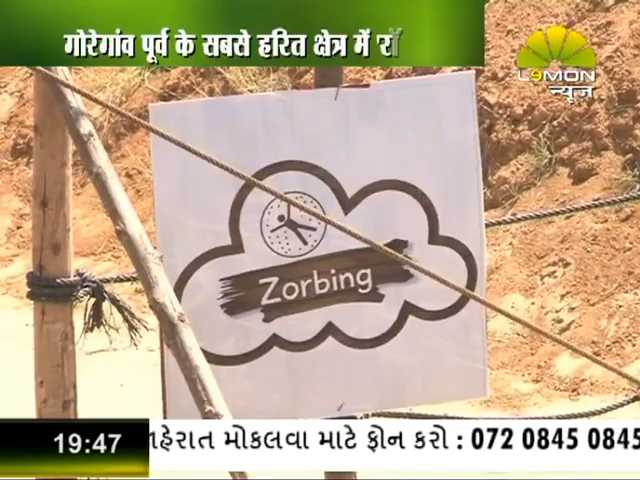 गोरेगांव पूर्व के सबसे हरित क्षेत्र में
LEMON
न्यूज़
Zorbing
19:47
મોકલવા માટે ફોન કરો : 072 0845 0845